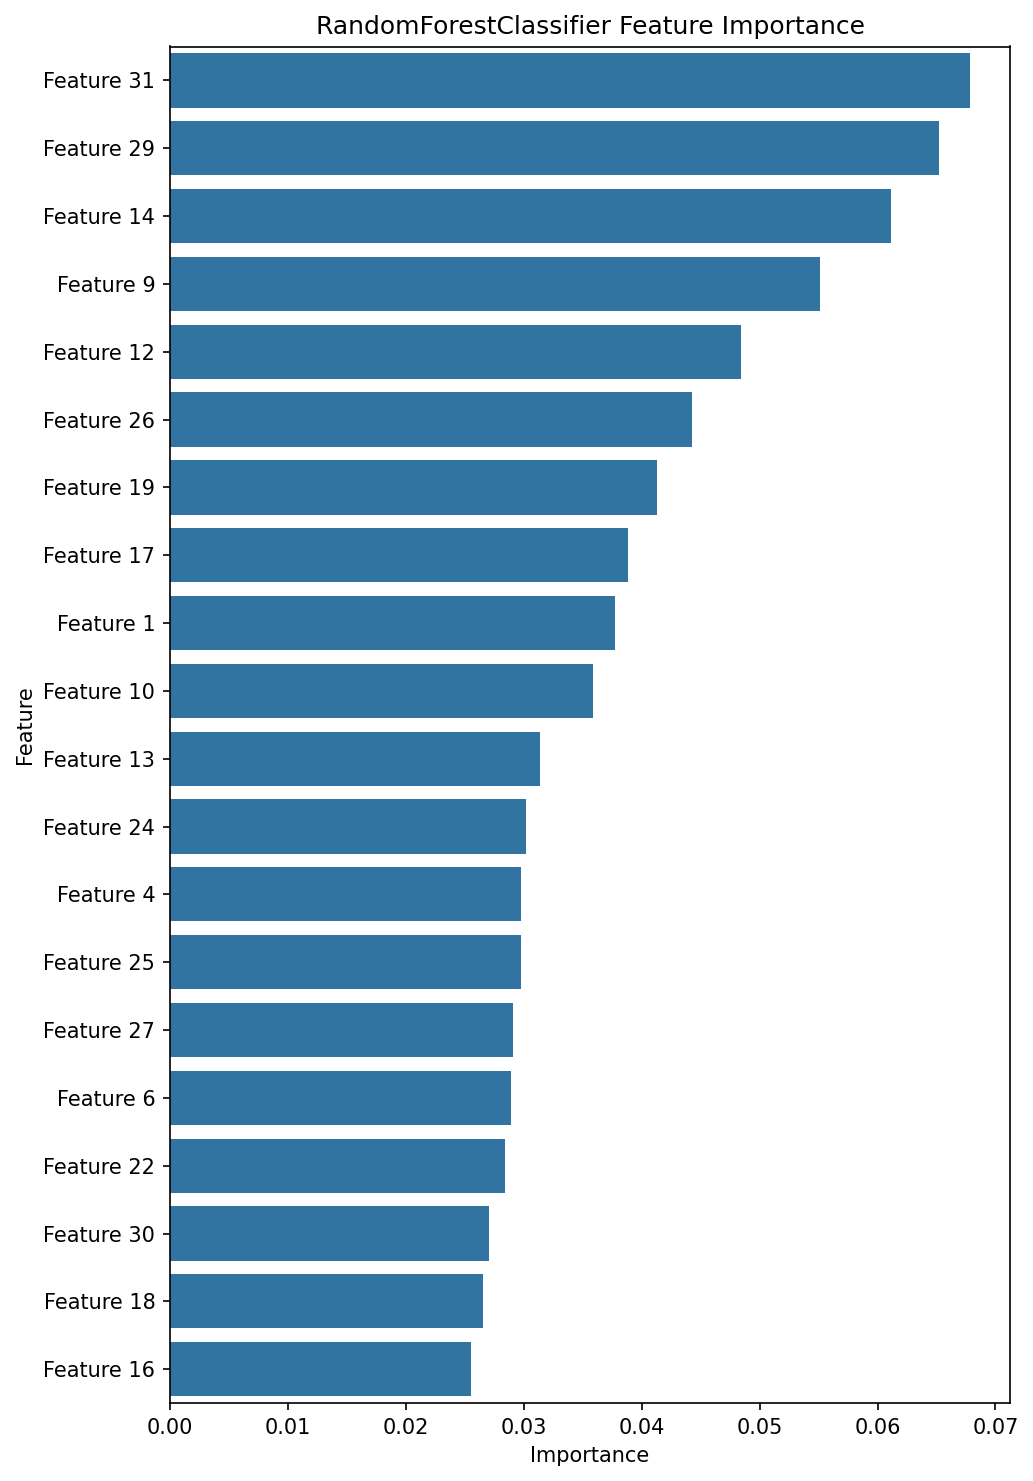 RandomForestClassifier Feature Importance
Feature 31
Feature 29
Feature 14
Feature 9
Feature 12
Feature 26
Feature 19
Feature 17
Feature 1
Feature 10
Feature 13
Feature 24
Feature 4
Feature 25
Feature 27
Feature 6
Feature 22
Feature 30
Feature 18
Feature 16
Feature
0.00 0.01 0.02 0.03 0.04 0.05 0.06 0.07
Importance